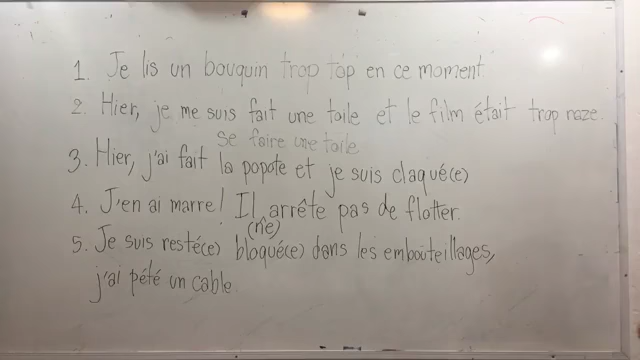 1. Je lis un bouquin trop top en ce moment
2. Hier, je me suis fait une toile et le film était trop naze.
se faire une toile
3. Hier, j'ai fait la popote et je suis claqué(e)
4. J'en ai marre! Il arrête pas de flotter.
(ne)
5. Je suis resté(e) bloqué(e) dans les embouteillages,
j'ai pété un cable.